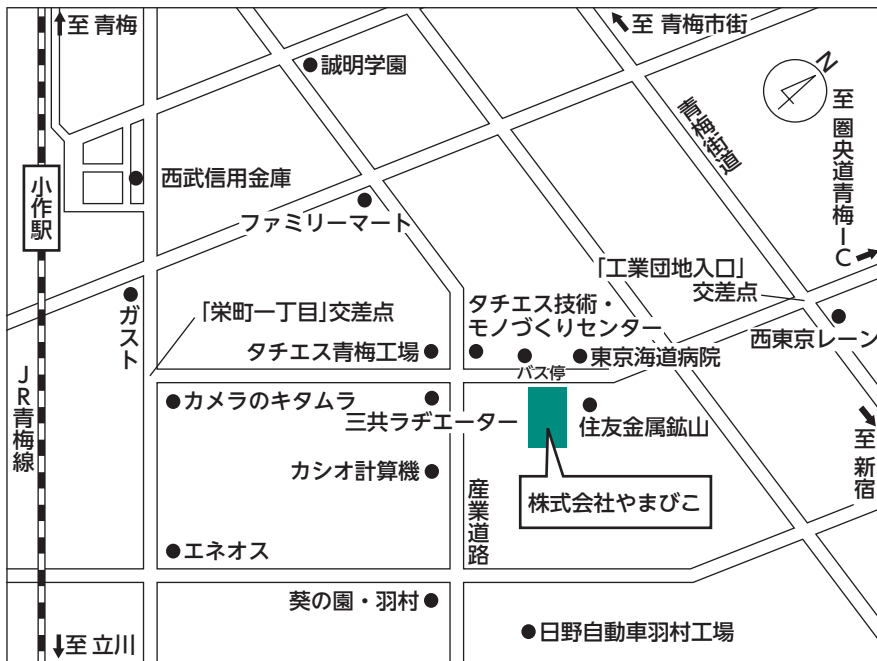 至 青梅
至 青梅市街
N
誠明学園
至 圏央道青梅IC
青梅街道
西武信用金庫
小作駅
ファミリーマート
「工業団地入口」
交差点
ガスト
「栄町一丁目」交差点
タチエス技術・
モノづくりセンター
西東京レーン
タチエス青梅工場
東京海道病院
バス停
JR青梅線
カメラのキタムラ
三共ラヂエーター
住友金属鉱山
至 新宿
カシオ計算機
産業道路
株式会社やまびこ
エネオス
葵の園・羽村
日野自動車羽村工場
至 立川